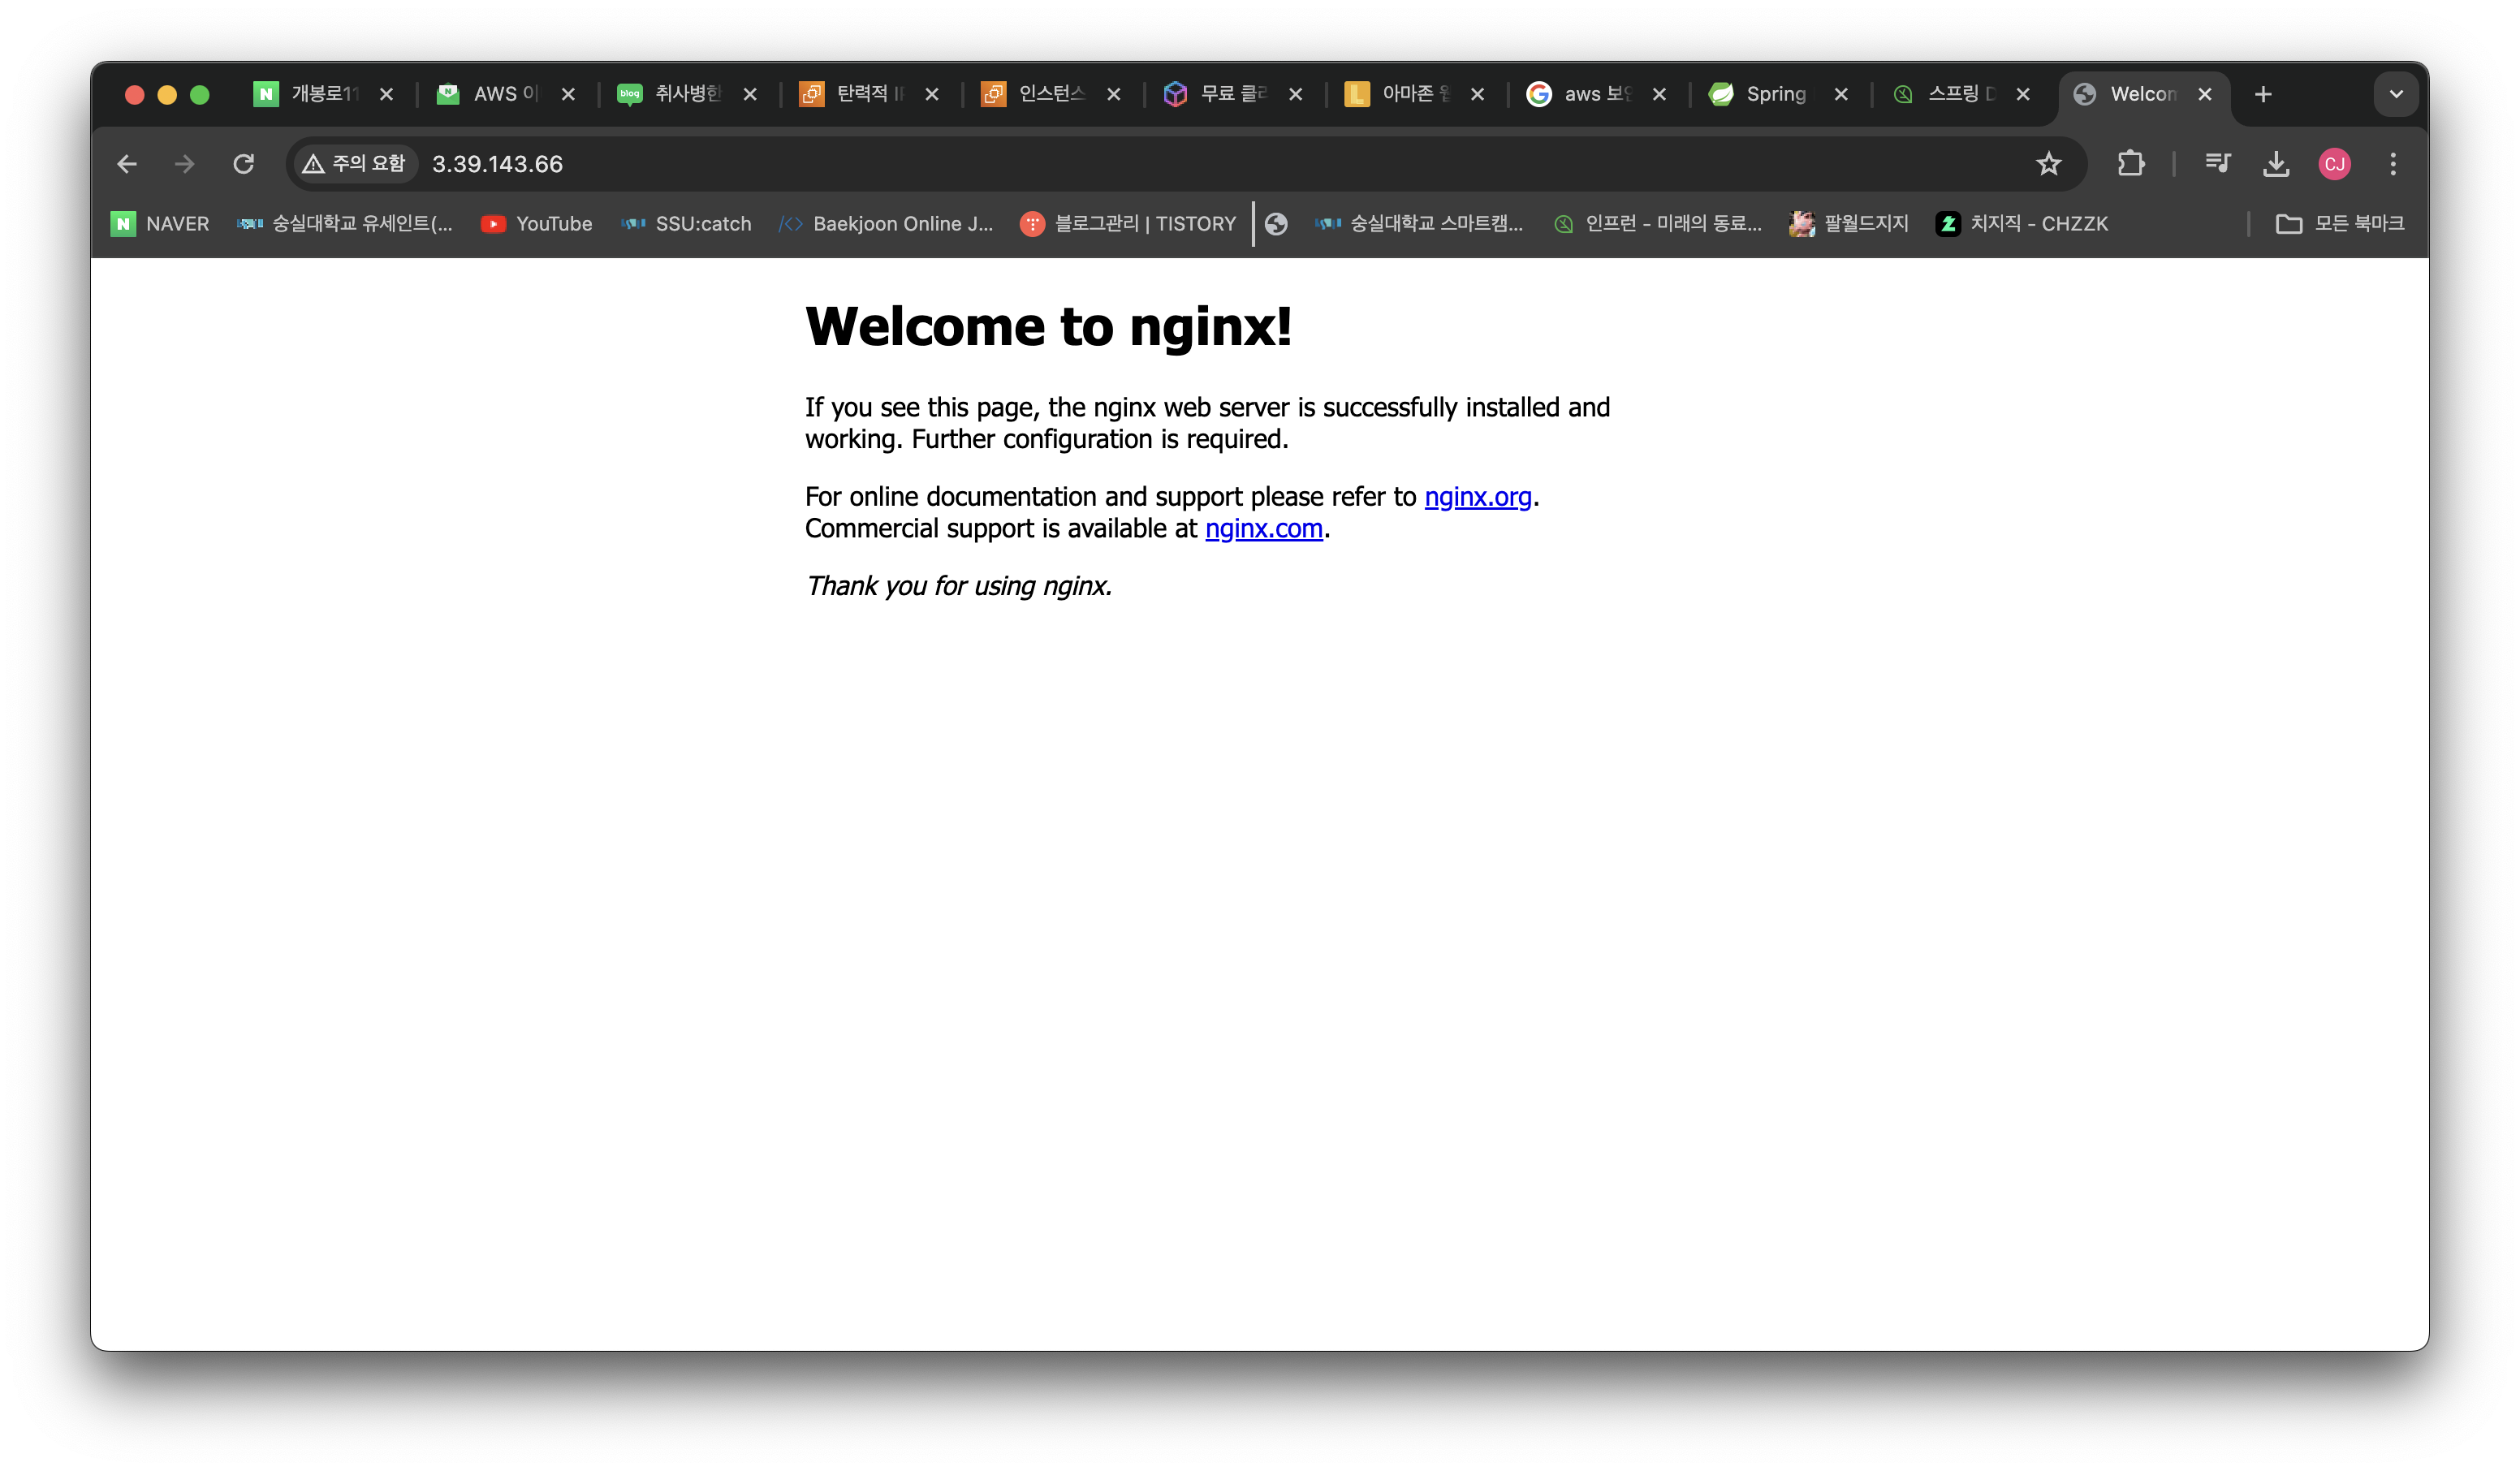 개봉로11
AWS 이
취사병한
탄력적 IP
인스턴스
무료 클라
아마존 웹
aws 보안
Spring
스프링 D
Welcom
주의 요함
3.39.143.66
CJ
NAVER
숭실대학교 유세인트(...
YouTube
SSU:catch
Baekjoon Online J...
블로그관리 | TISTORY
숭실대학교 스마트캠...
인프런 - 미래의 동료...
팔월드지지
치지직 - CHZZK
모든 북마크
Welcome to nginx!
If you see this page, the nginx web server is successfully installed and
working. Further configuration is required.
For online documentation and support please refer to nginx.org.
Commercial support is available at nginx.com.
Thank you for using nginx.